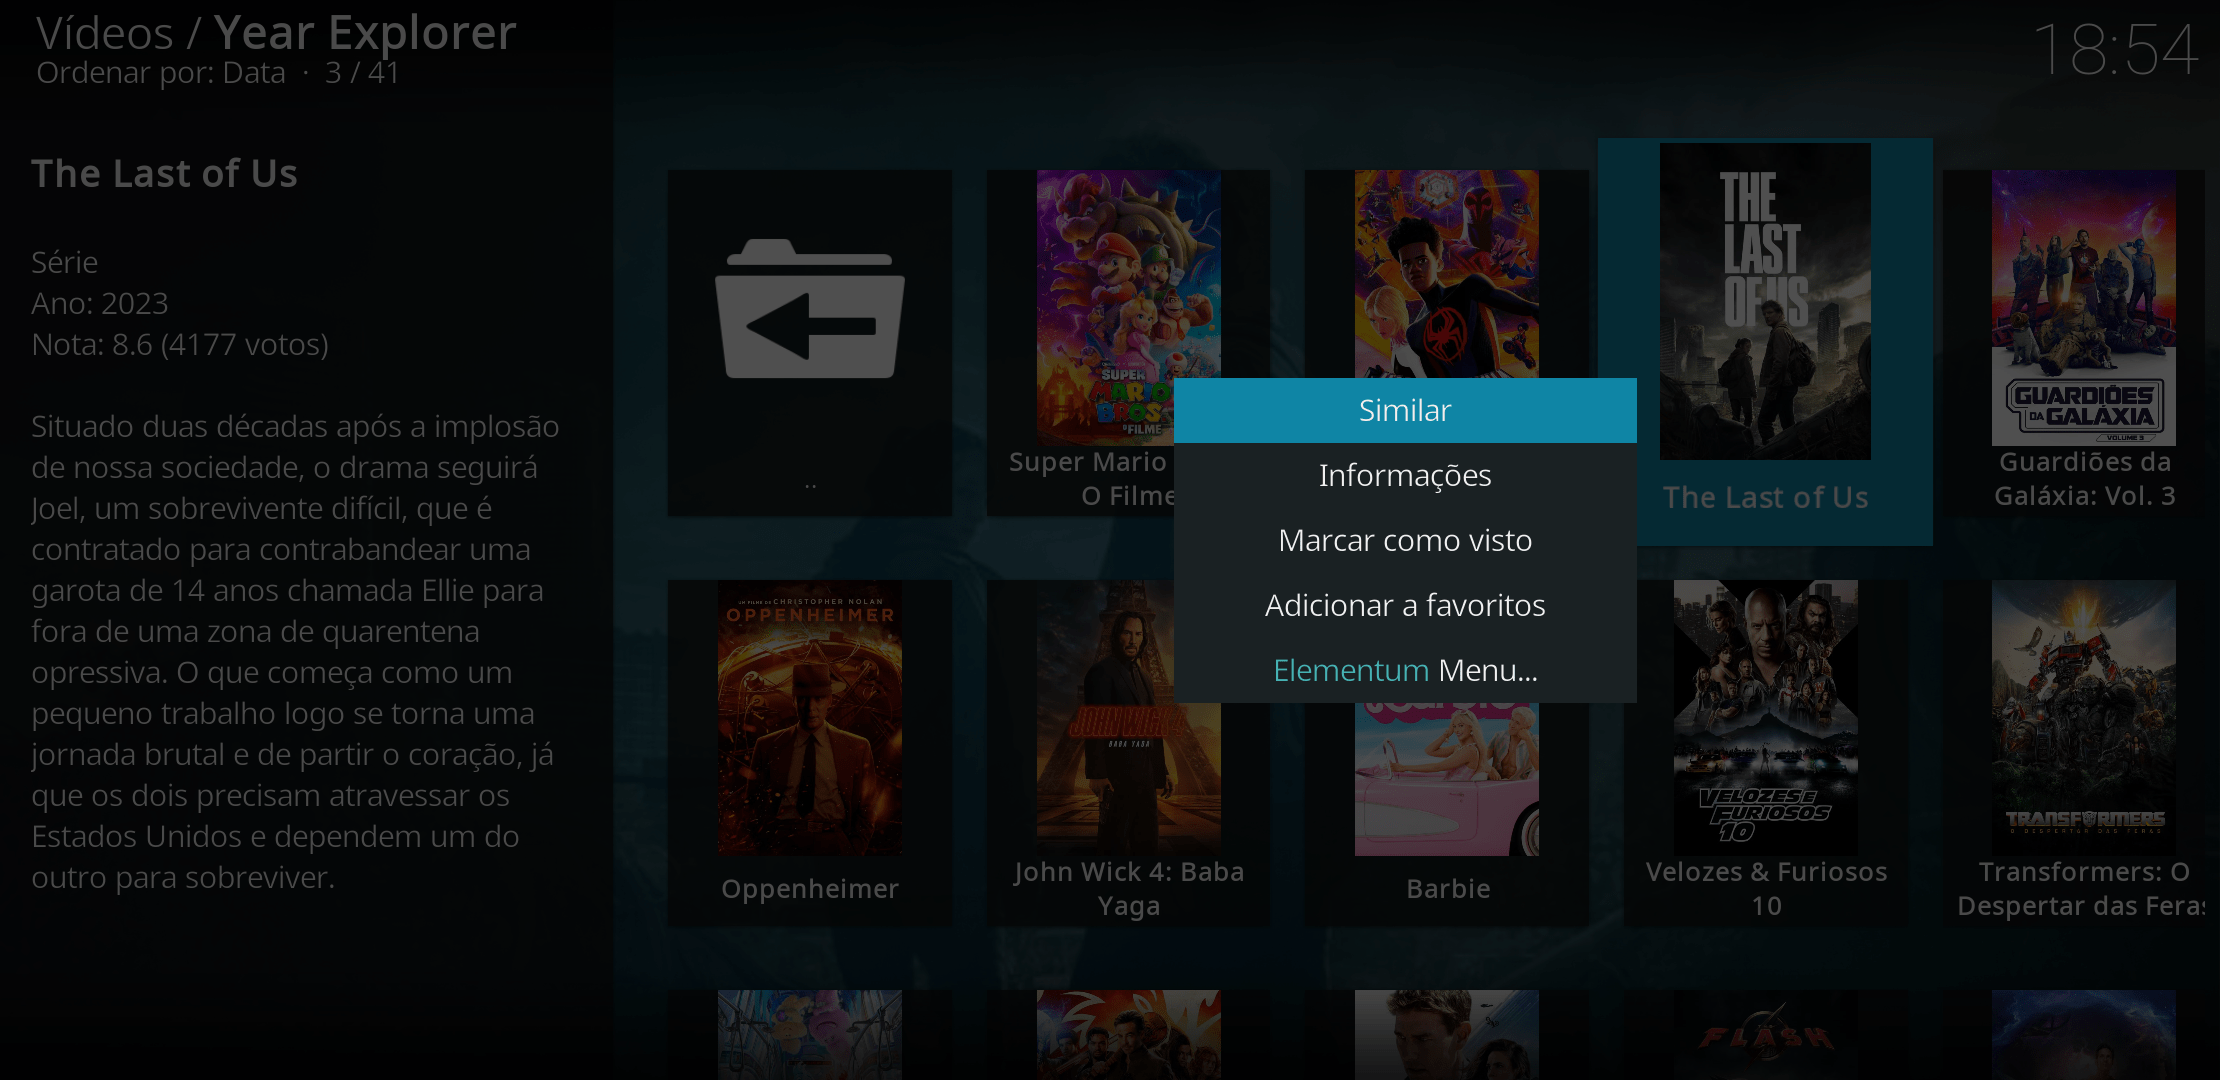 Vídeos / Year Explorer
Ordenar por: Data · 3 / 41
18:54
The Last of Us
Série
Ano: 2023
Nota: 8.6 (4177 votos)
Situado duas décadas após a implosão
de nossa sociedade, o drama seguirá
Joel, um sobrevivente difícil, que é
contratado para contrabandear uma
garota de 14 anos chamada Ellie para
fora de uma zona de quarentena
opressiva. O que começa como um
pequeno trabalho logo se torna uma
jornada brutal e de partir o coração, já
que os dois precisam atravessar os
Estados Unidos e dependem um do
outro para sobreviver.
..
SUPER
MARIO
BROS
O FILME
Super Mario
O Filme
THE
LAST
OF US
The Last of Us
GUARDIÕES
DA GALÁXIA
VOLUME 3
Guardiões da
Galáxia: Vol. 3
Similar
Informações
Marcar como visto
Adicionar a favoritos
Elementum Menu...
UM FILME DE CHRISTOPHER NOLAN
OPPENHEIMER
Oppenheimer
JOHN WICK
BABA YAGA
John Wick 4: Baba
Yaga
Barbie
VELOZES E
FURIOSOS
10
Velozes & Furiosos
10
TRANSFORMERS
O DESPERTAR DAS FERAS
Transformers: O
Despertar das Feras
FLASH